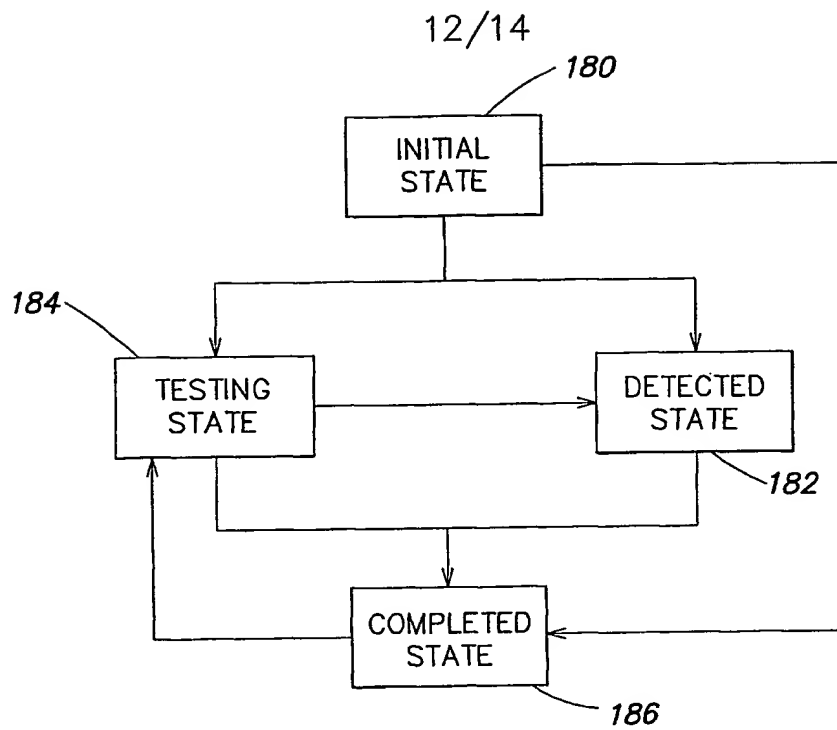 12/14
180
INITIAL
STATE
184
TESTING
STATE
DETECTED
STATE
182
COMPLETED
STATE
186